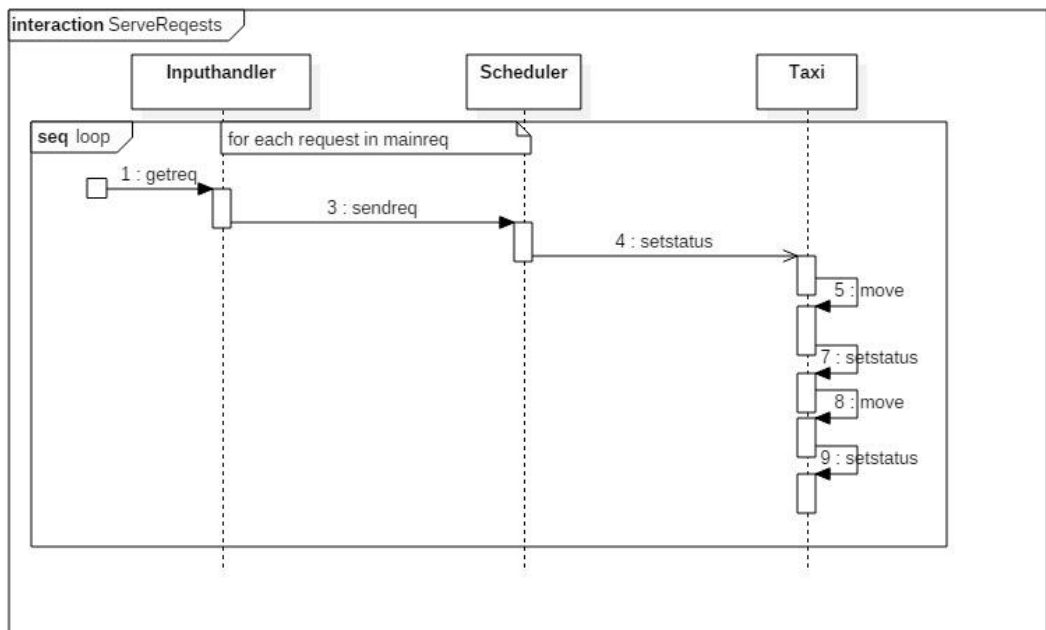 interaction ServeReqests
Inputhandler
Scheduler
Taxi
seq loop
for each request in mainreq
1 : getreq
3 : sendreq
4 : setstatus
5 : move
7 : setstatus
8 : move
9 : setstatus